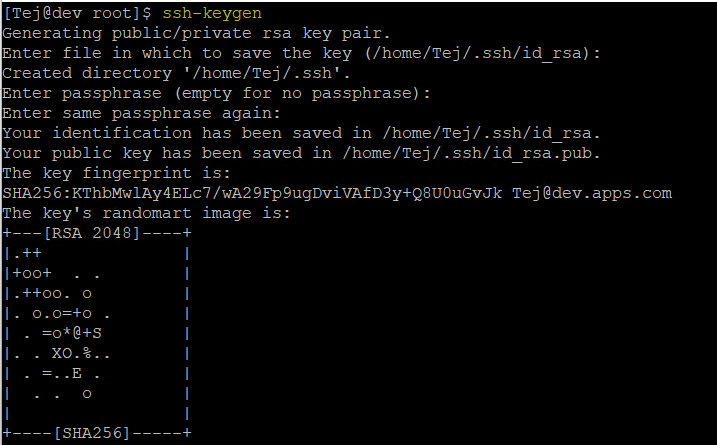 [Tej@dev root]$ ssh-keygen
Generating public/private rsa key pair.
Enter file in which to save the key (/home/Tej/.ssh/id_rsa):
Created directory '/home/Tej/.ssh'.
Enter passphrase (empty for no passphrase):
Enter same passphrase again:
Your identification has been saved in /home/Tej/.ssh/id_rsa.
Your public key has been saved in /home/Tej/.ssh/id_rsa.pub.
The key fingerprint is:
SHA256:KThbMwlAy4ELc7/wA29Fp9ugDviVAfD3y+Q8U0uGvJk Tej@dev.apps.com
The key's randomart image is:
+---[RSA 2048]----+
|.++              |
|+oo+  . .        |
|.++oo. o         |
|. o.o=+o .       |
| . =o*@+S        |
|. . XO.%..       |
| . =..E .        |
|  . .  o         |
|                 |
+----[SHA256]-----+